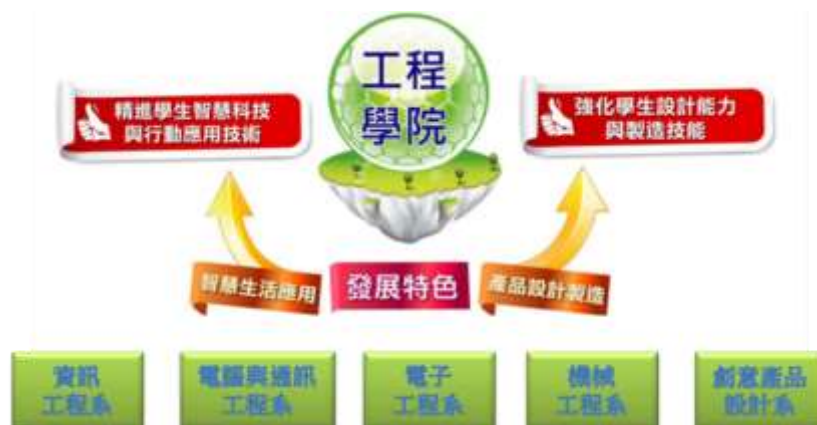 工程
學院
精進學生智慧科技
與行動應用技術
強化學生設計能力
與製造技能
智慧生活應用
發展特色
產品設計製造
資訊
工程系
電腦與通訊
工程系
電子
工程系
機械
工程系
創意產品
設計系